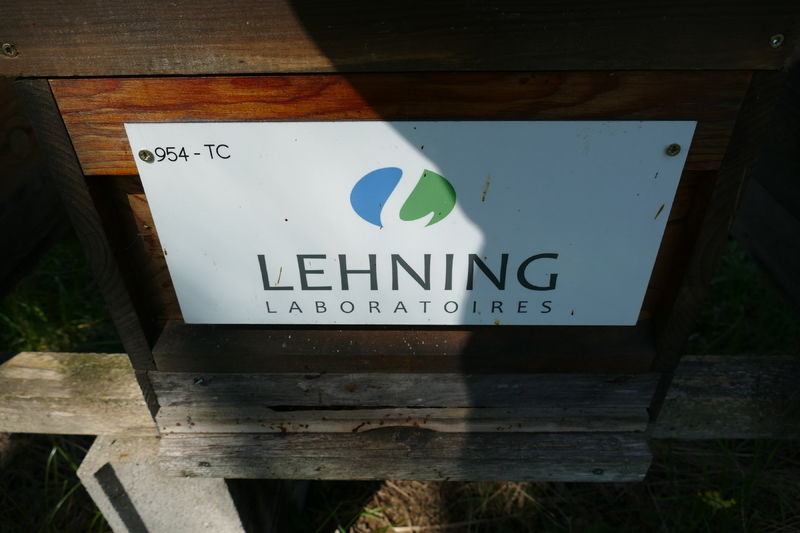 954 - TC
LEHNING
LABORATOIRES